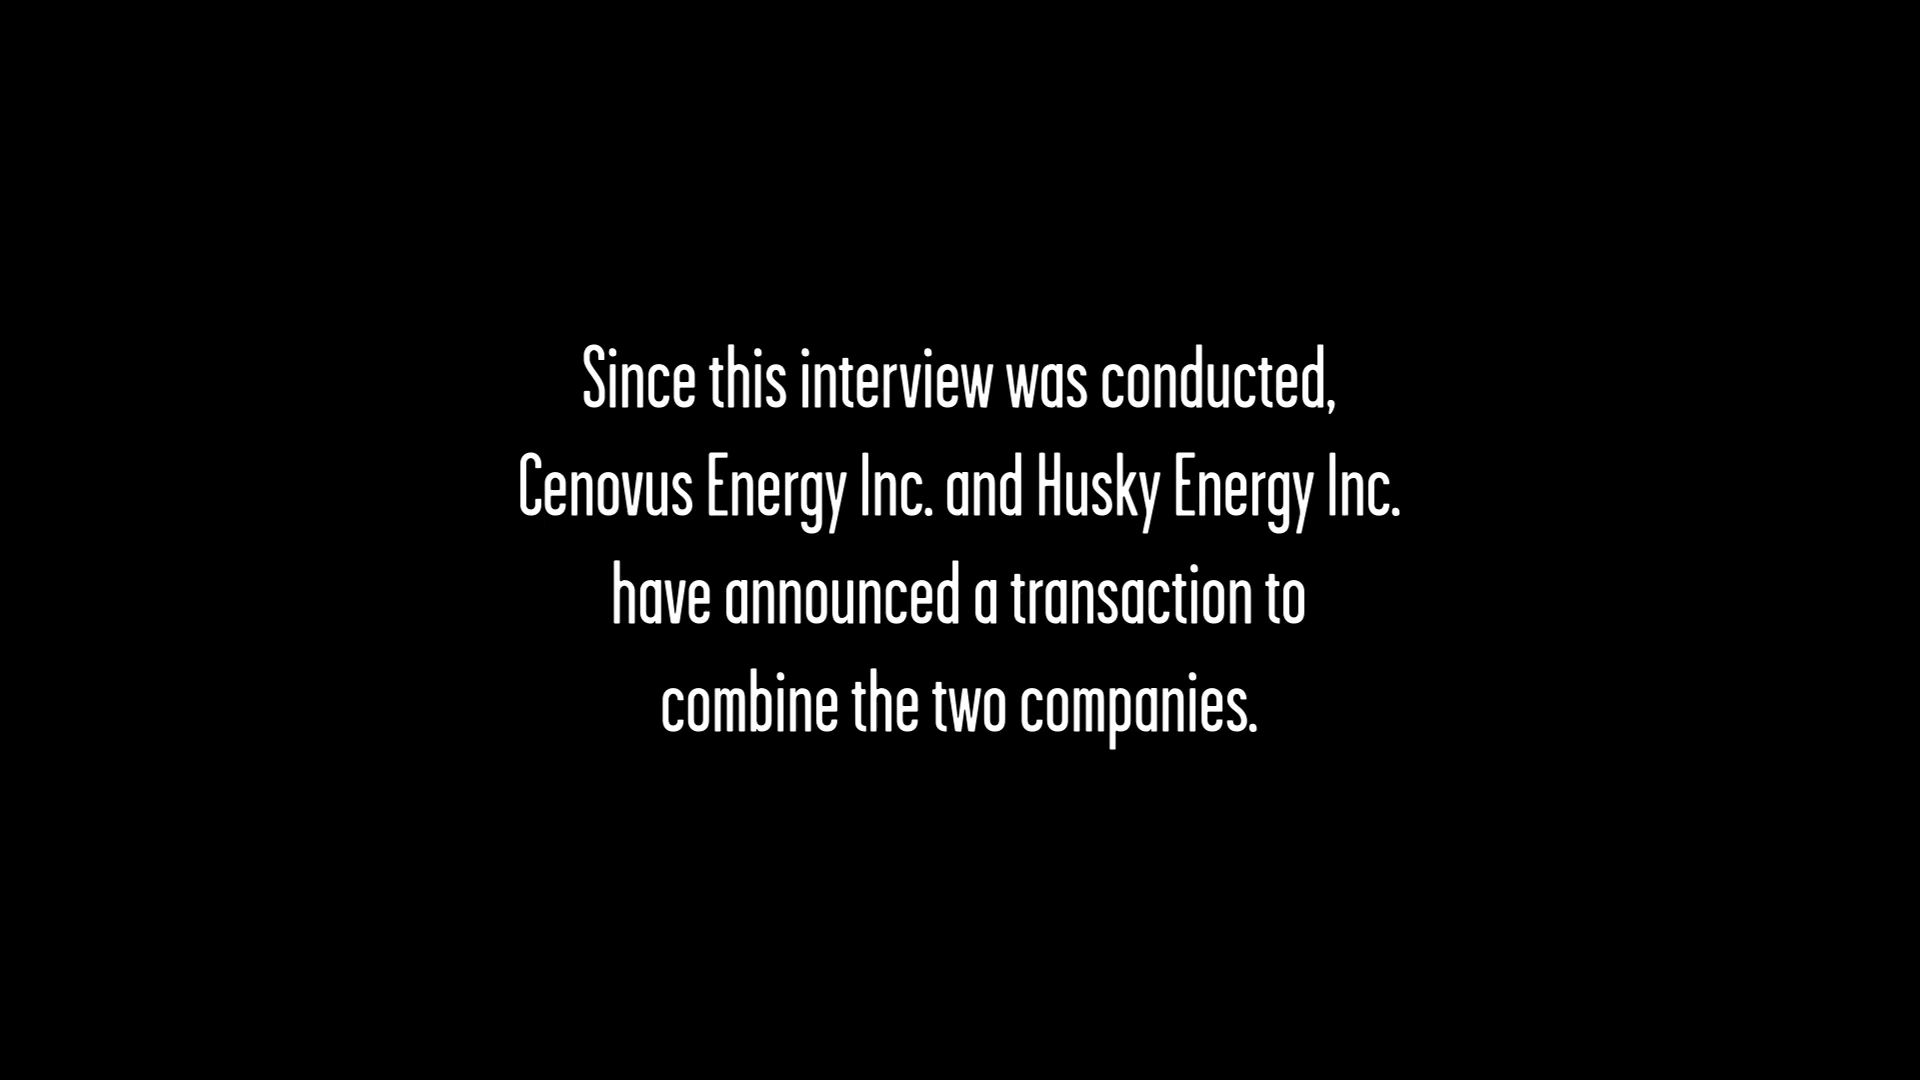 Since this interview was conducted,
Cenovus Energy Inc. and Husky Energy Inc.
have announced a transaction to
combine the two companies.